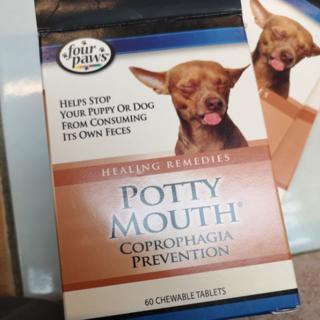 four
paws
HELPS STOP
YOUR PUPPY OR DOG
FROM CONSUMING
ITS OWN FECES
HEALING REMEDIES
POTTY
MOUTH®
COPROPHAGIA
PREVENTION
60 CHEWABLE TABLETS